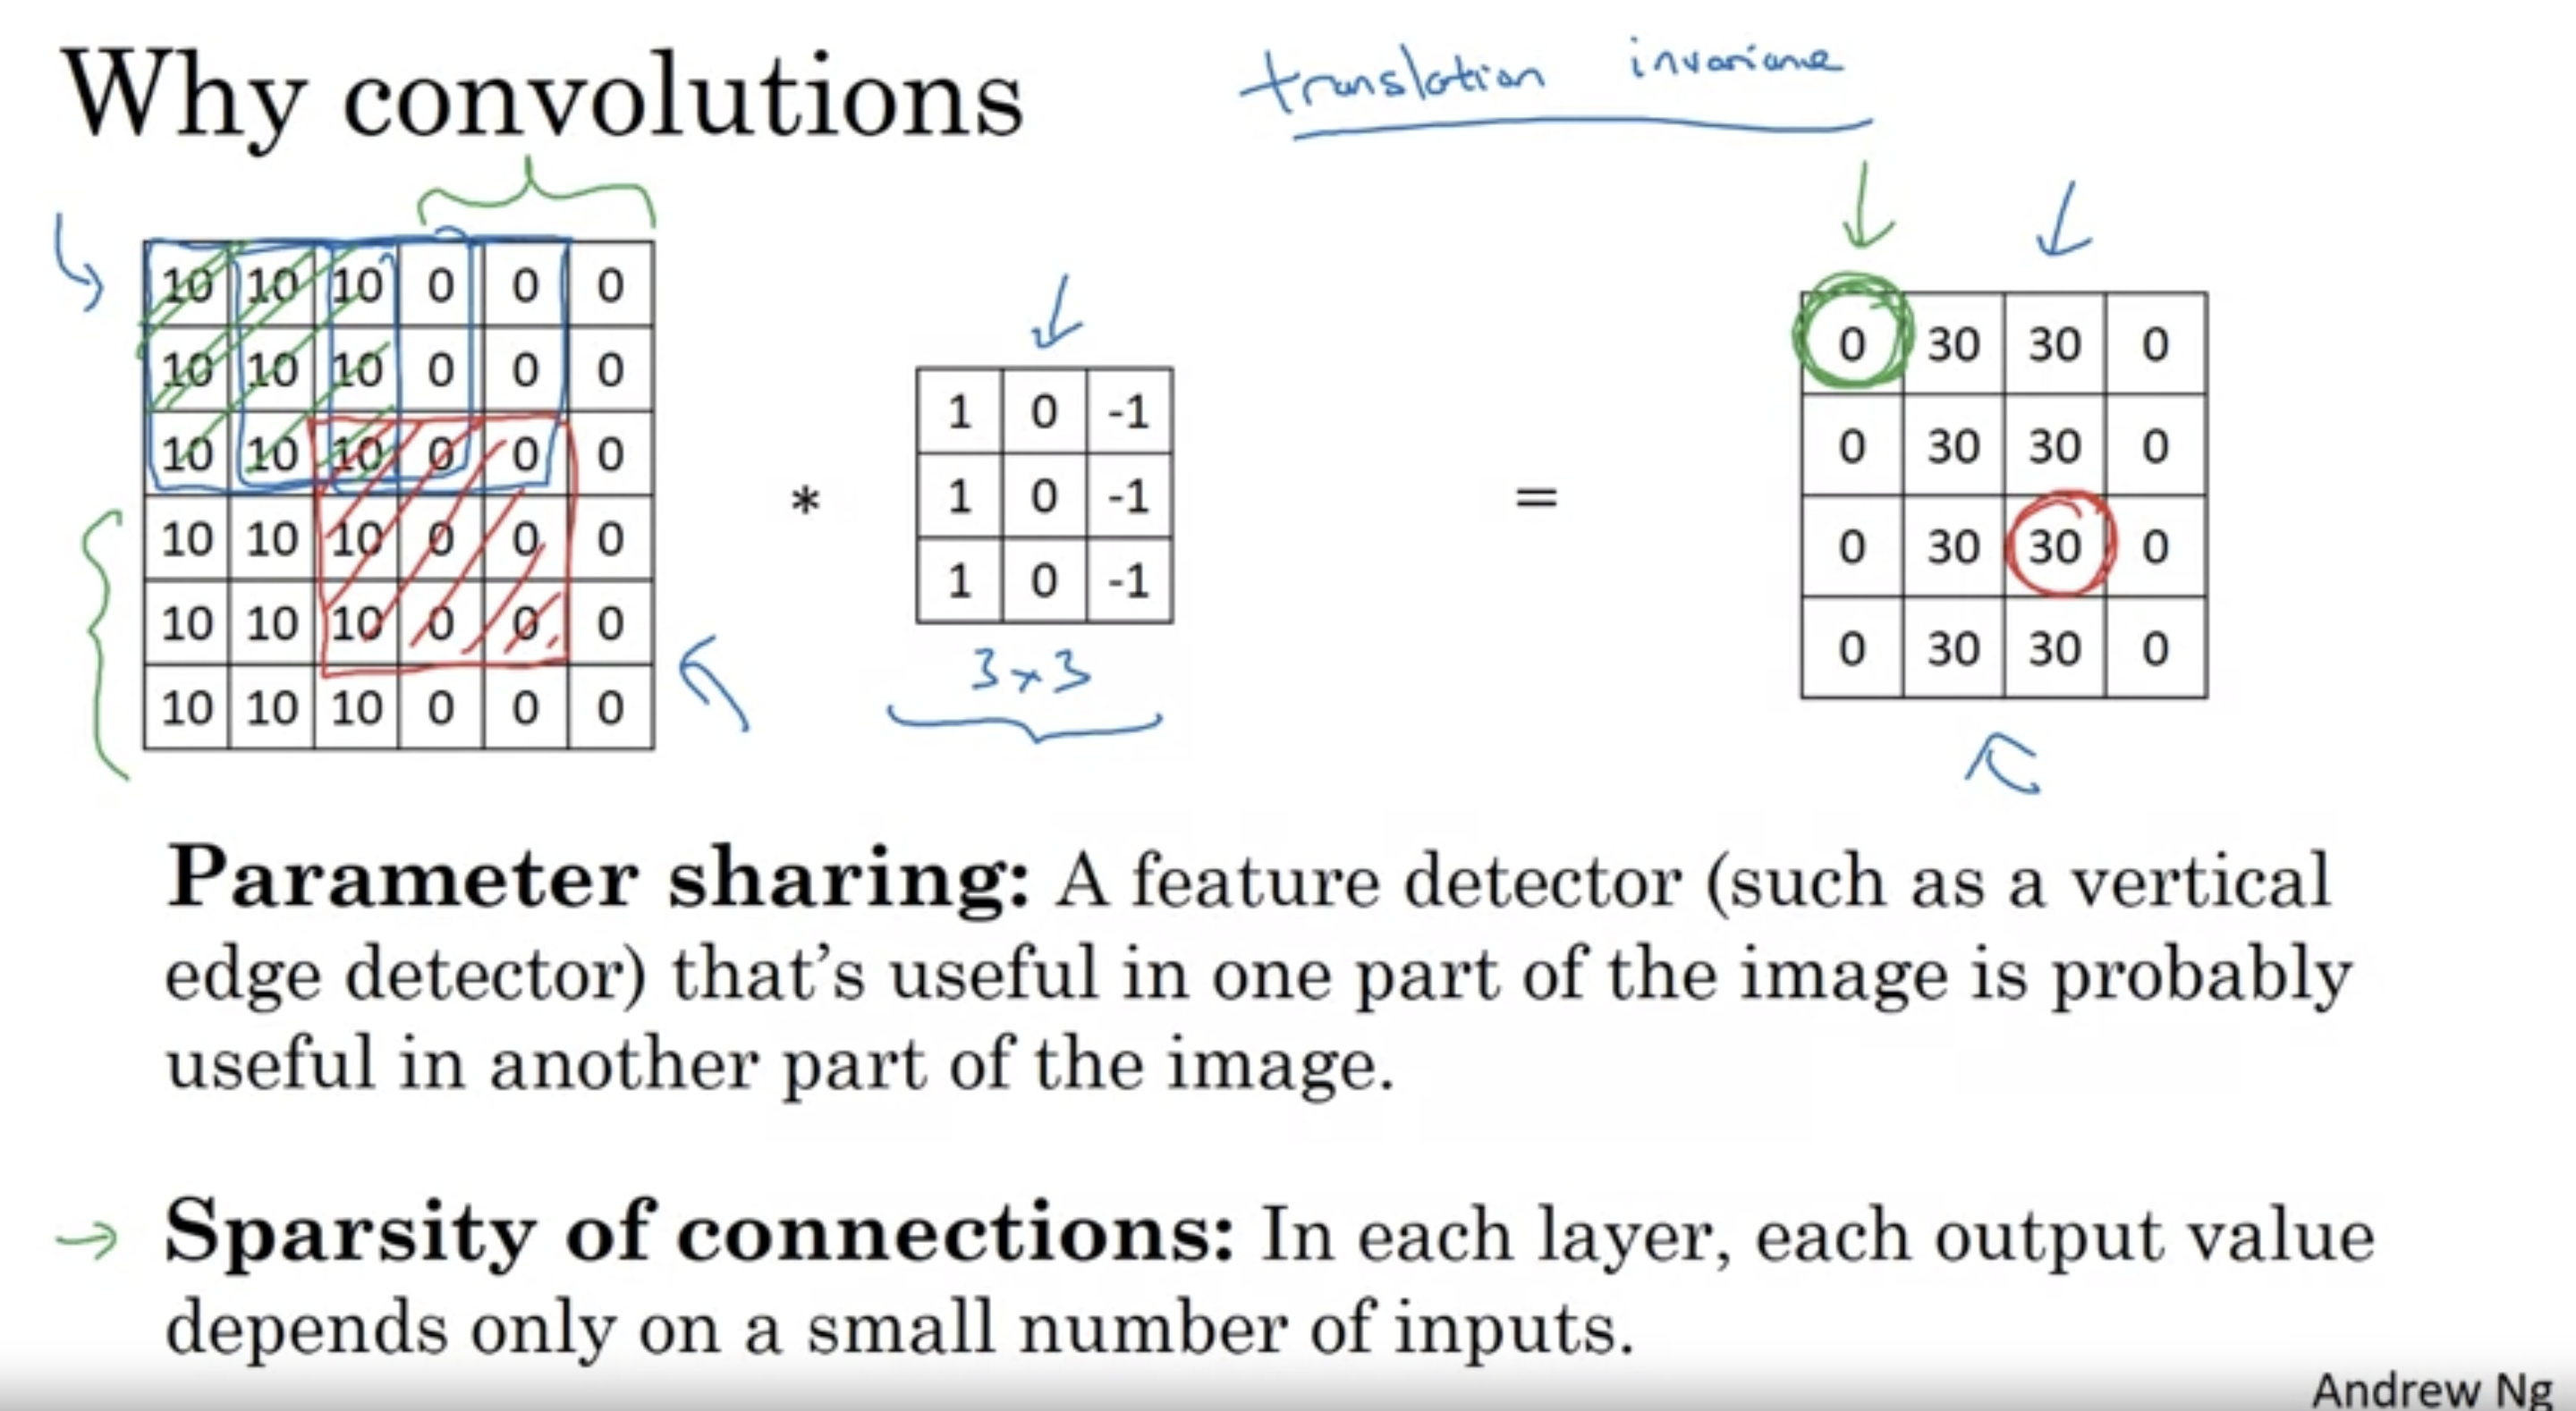 Why convolutions
translation invariance
10 10 10 0 0 0
10 10 10 0 0 0
10 10 10 0 0 0
10 10 10 0 0 0
10 10 10 0 0 0
10 10 10 0 0 0
*
1 0 -1
1 0 -1
1 0 -1
3×3
=
0 30 30 0
0 30 30 0
0 30 30 0
0 30 30 0
Parameter sharing: A feature detector (such as a vertical
edge detector) that’s useful in one part of the image is probably
useful in another part of the image.
→ Sparsity of connections: In each layer, each output value
depends only on a small number of inputs.
Andrew Ng